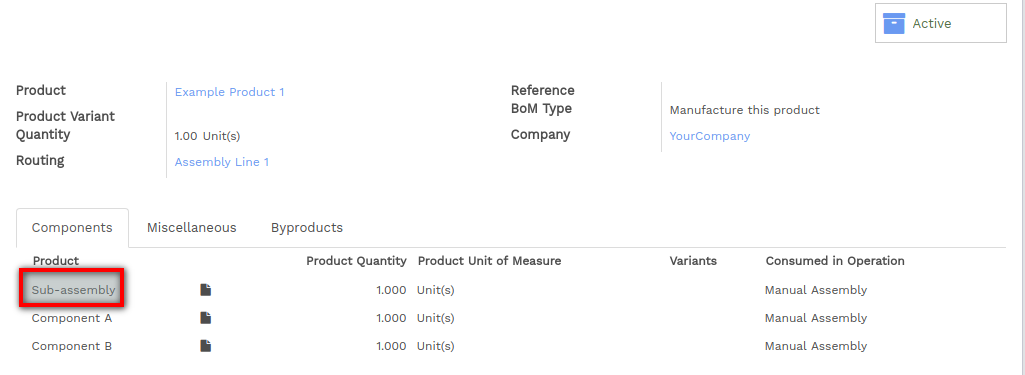 Active
Product Example Product 1
Reference
Product Variant
BoM Type Manufacture this product
Quantity 1.00 Unit(s)
Company YourCompany
Routing Assembly Line 1
Components Miscellaneous Byproducts
Product Product Quantity Product Unit of Measure Variants Consumed in Operation
Sub-assembly 1.000 Unit(s) Manual Assembly
Component A 1.000 Unit(s) Manual Assembly
Component B 1.000 Unit(s) Manual Assembly